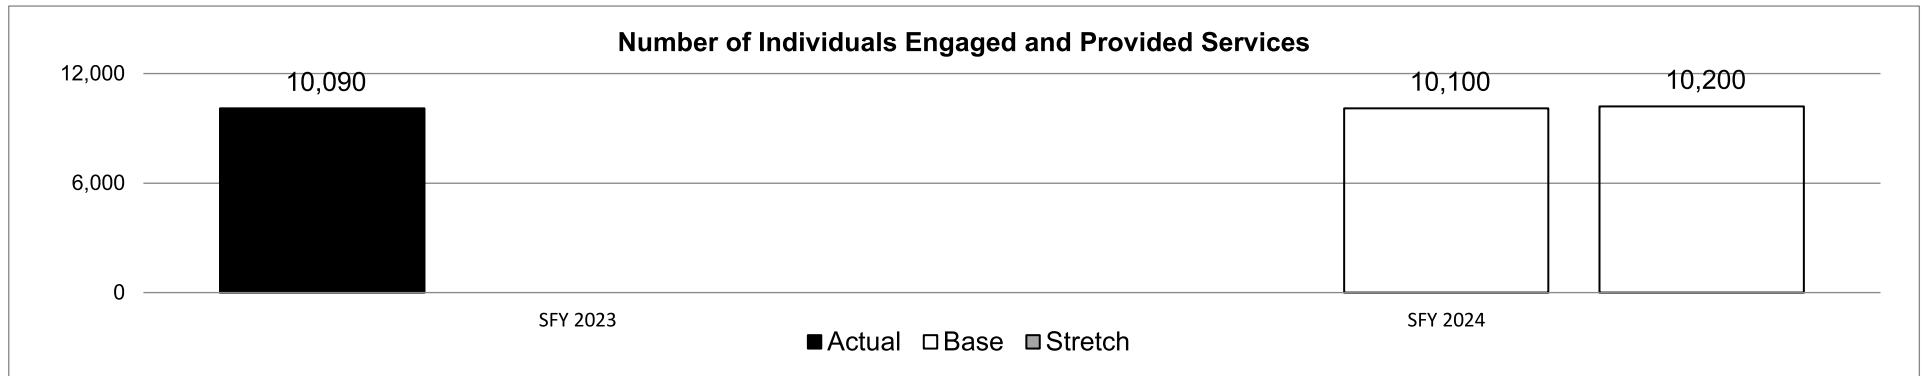 Number of Individuals Engaged and Provided Services
12,000
10,090
10,100
10,200
6,000
0
SFY 2023
SFY 2024
Actual Base Stretch